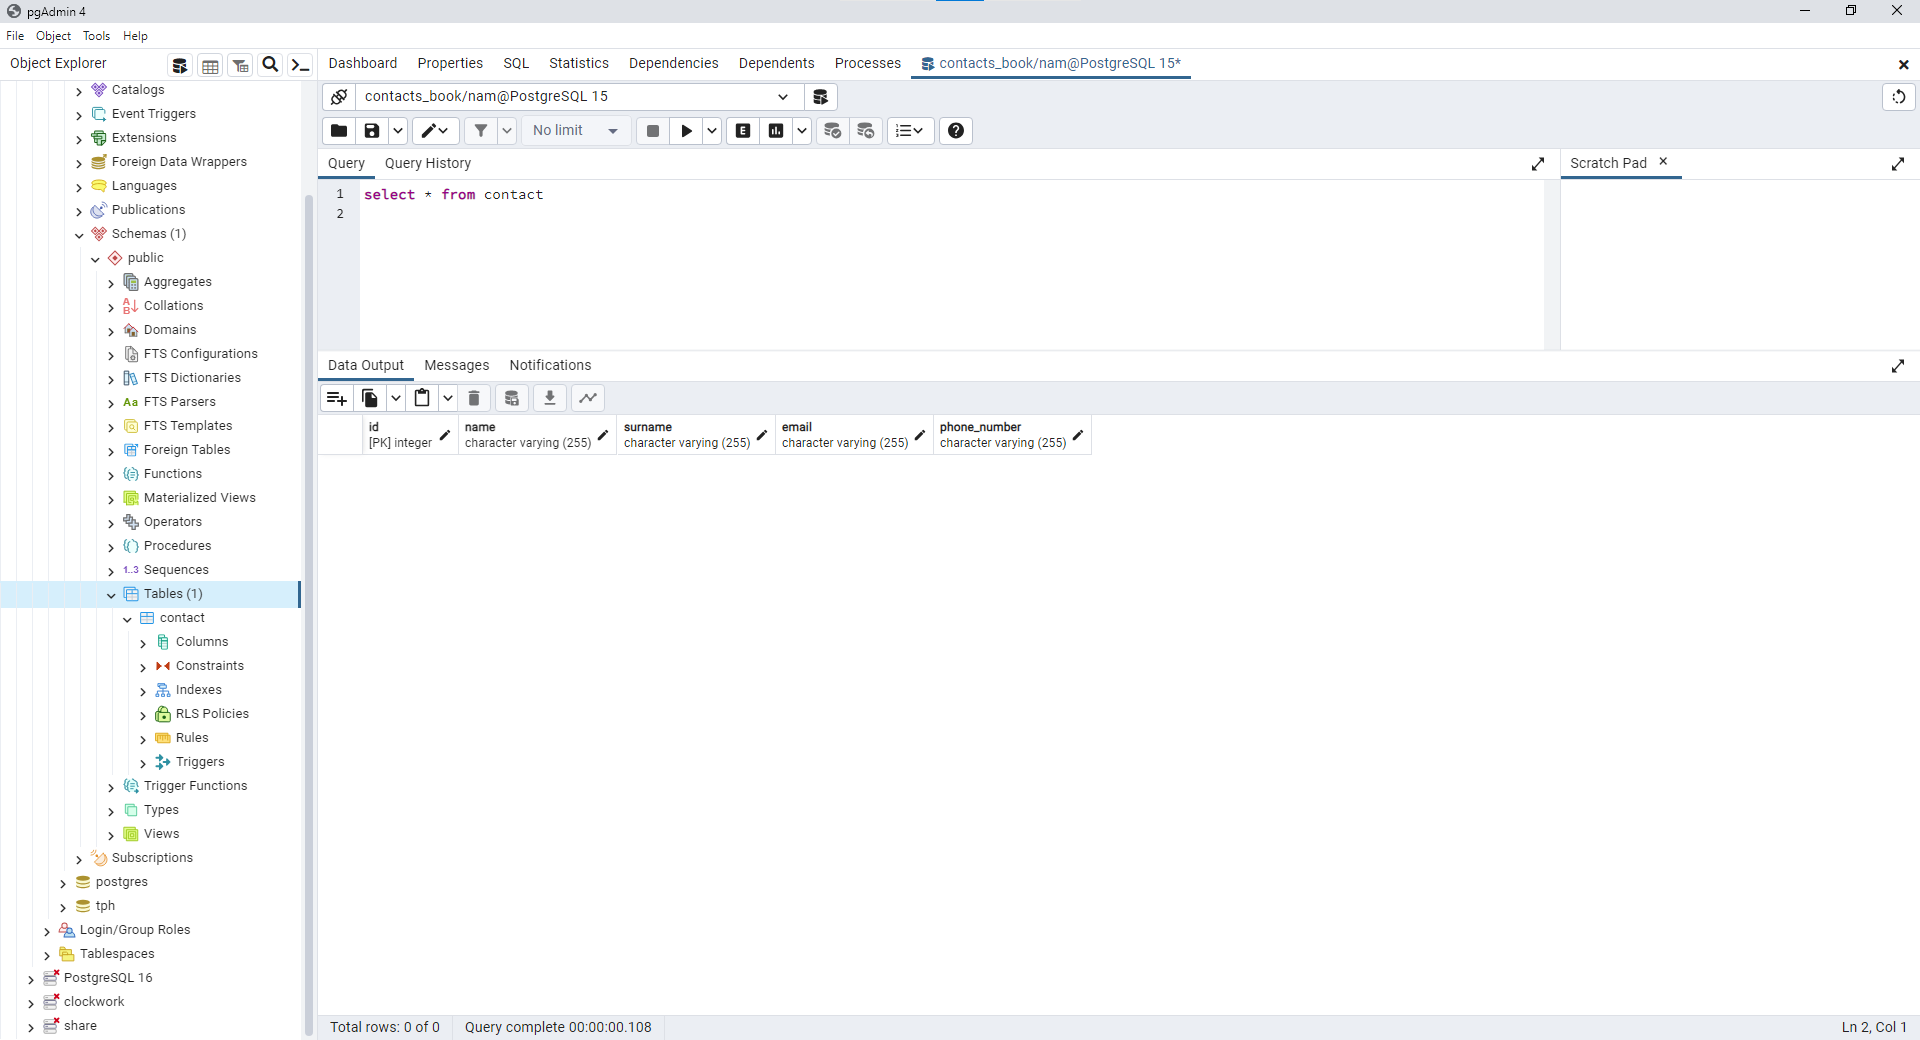 pgAdmin 4
File Object Tools Help
Object Explorer
Dashboard Properties SQL Statistics Dependencies Dependents Processes contacts_book/nam@PostgreSQL 15*
contacts_book/nam@PostgreSQL 15
No limit
E
Query Query History
Scratch Pad
1 select * from contact
2
Data Output Messages Notifications
id
[PK] integer
name
character varying (255)
surname
character varying (255)
email
character varying (255)
phone_number
character varying (255)
Catalogs
Event Triggers
Extensions
Foreign Data Wrappers
Languages
Publications
Schemas (1)
public
Aggregates
Collations
Domains
FTS Configurations
FTS Dictionaries
Aa FTS Parsers
FTS Templates
Foreign Tables
Functions
Materialized Views
Operators
Procedures
1..3 Sequences
Tables (1)
contact
Columns
Constraints
Indexes
RLS Policies
Rules
Triggers
Trigger Functions
Types
Views
Subscriptions
postgres
tph
Login/Group Roles
Tablespaces
PostgreSQL 16
clockwork
share
Total rows: 0 of 0 Query complete 00:00:00.108 Ln 2, Col 1